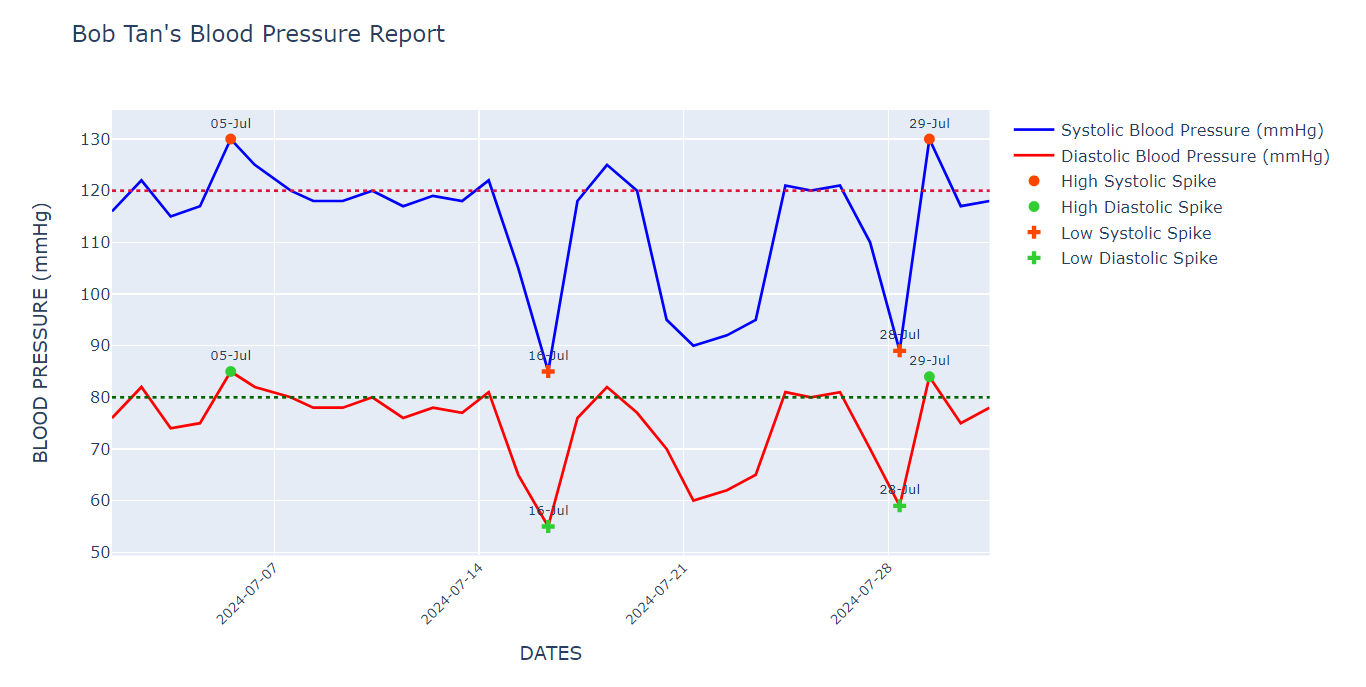 Bob Tan's Blood Pressure Report
05-Jul
29-Jul
130
120
110
100
90
80
70
60
50
28-Jul
05-Jul
16-Jul
29-Jul
28-Jul
16-Jul
BLOOD PRESSURE (mmHg)
2024-07-07
2024-07-14
2024-07-21
2024-07-28
DATES
Systolic Blood Pressure (mmHg)
Diastolic Blood Pressure (mmHg)
High Systolic Spike
High Diastolic Spike
Low Systolic Spike
Low Diastolic Spike